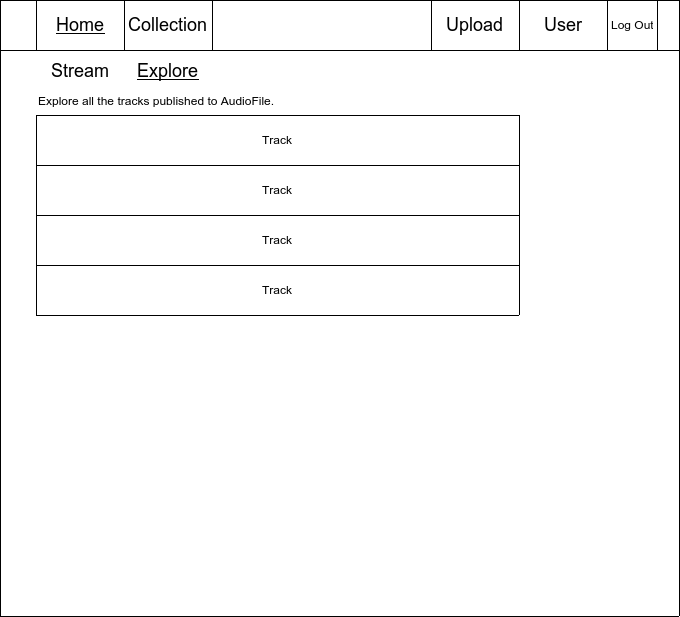 Home Collection Upload User Log Out
Stream Explore
Explore all the tracks published to AudioFile.
Track
Track
Track
Track